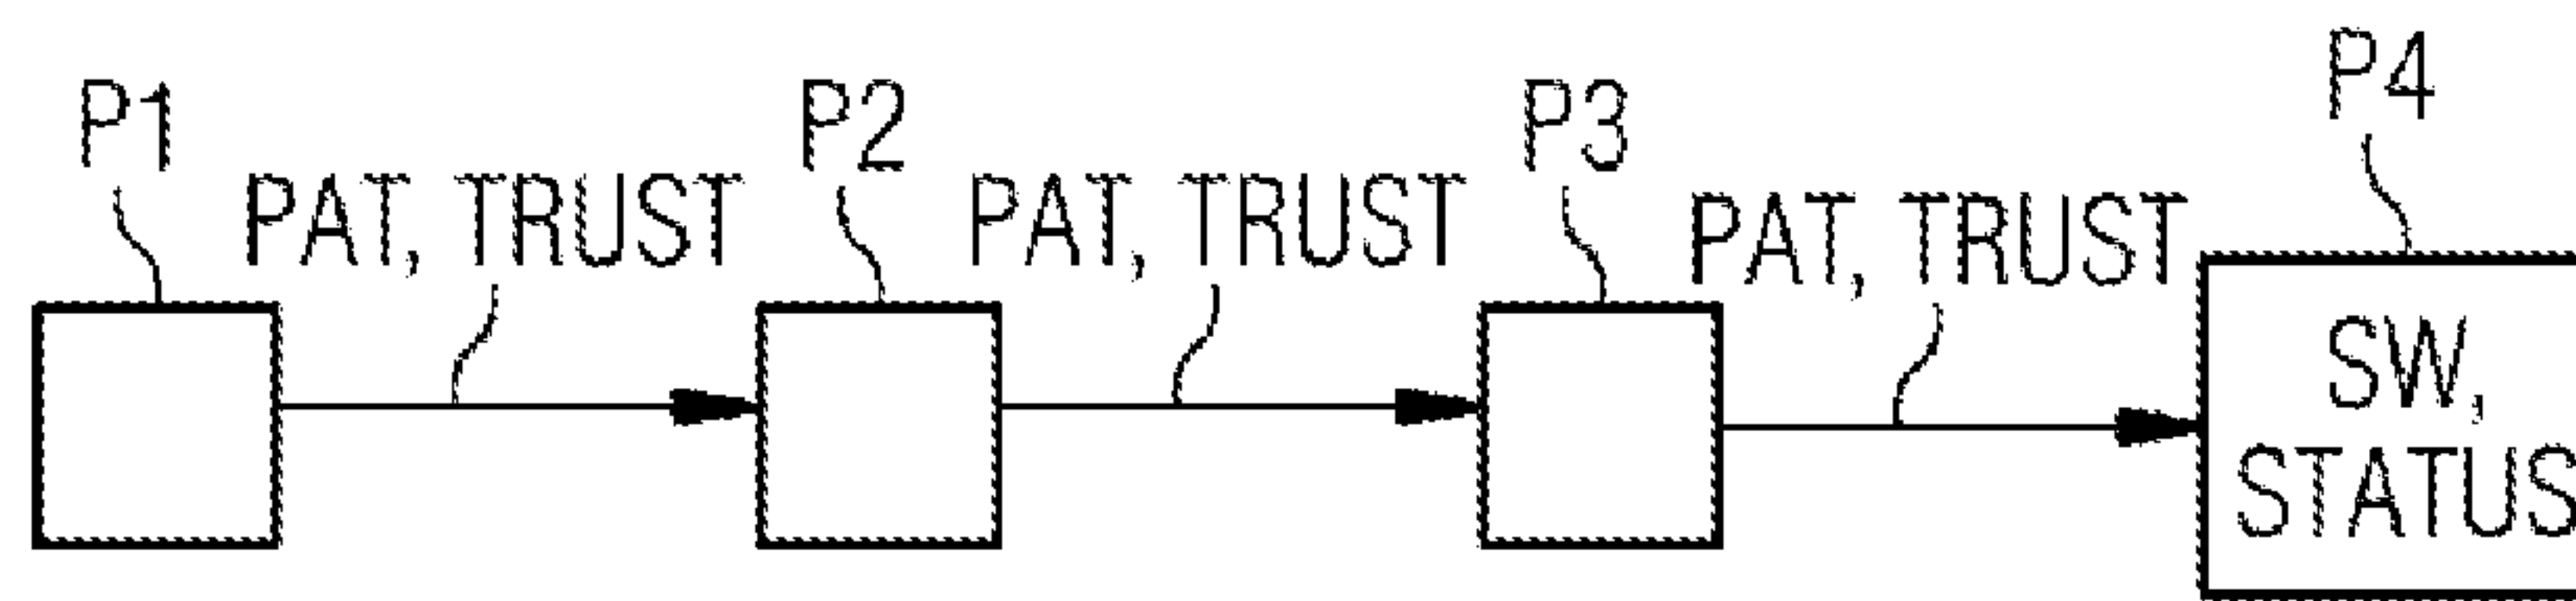 P1
PAT, TRUST
P2
PAT, TRUST
P3
PAT, TRUST
P4
SW,
STATUS